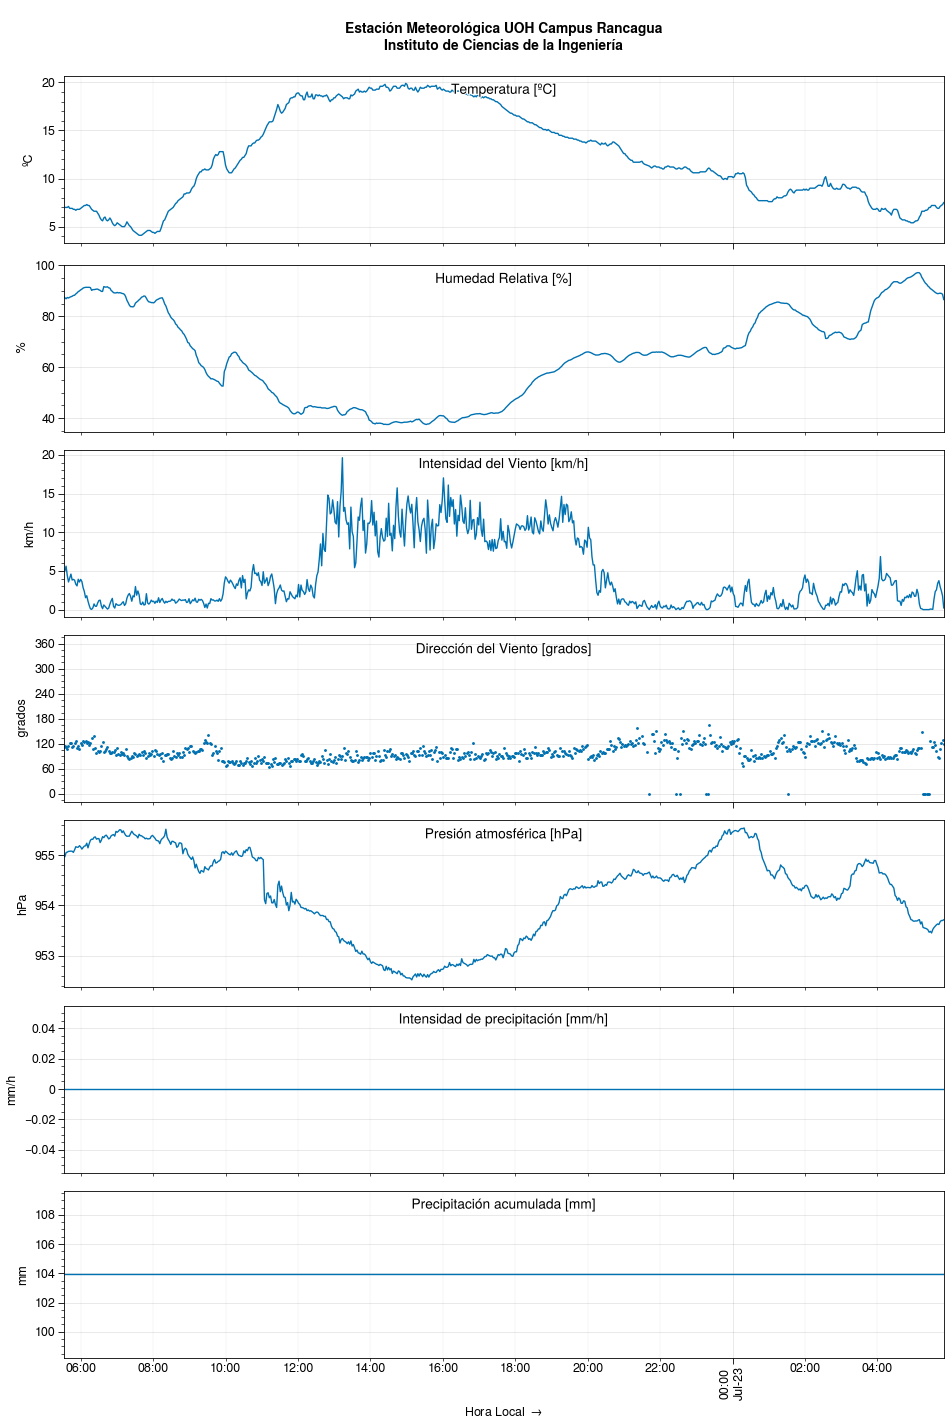 Estación Meteorológica UOH Campus Rancagua
Instituto de Ciencias de la Ingeniería
Temperatura [ºC]
20
15
10
5
ºC
Humedad Relativa [%]
100
80
60
40
%
Intensidad del Viento [km/h]
20
15
10
5
0
km/h
Dirección del Viento [grados]
360
300
240
180
120
60
0
grados
Presión atmosférica [hPa]
955
954
953
hPa
Intensidad de precipitación [mm/h]
0.04
0.02
0
−0.02
−0.04
mm/h
Precipitación acumulada [mm]
108
106
104
102
100
mm
06:00 08:00 10:00 12:00 14:00 16:00 18:00 20:00 22:00 00:00 02:00 04:00
Jul-23
Hora Local →